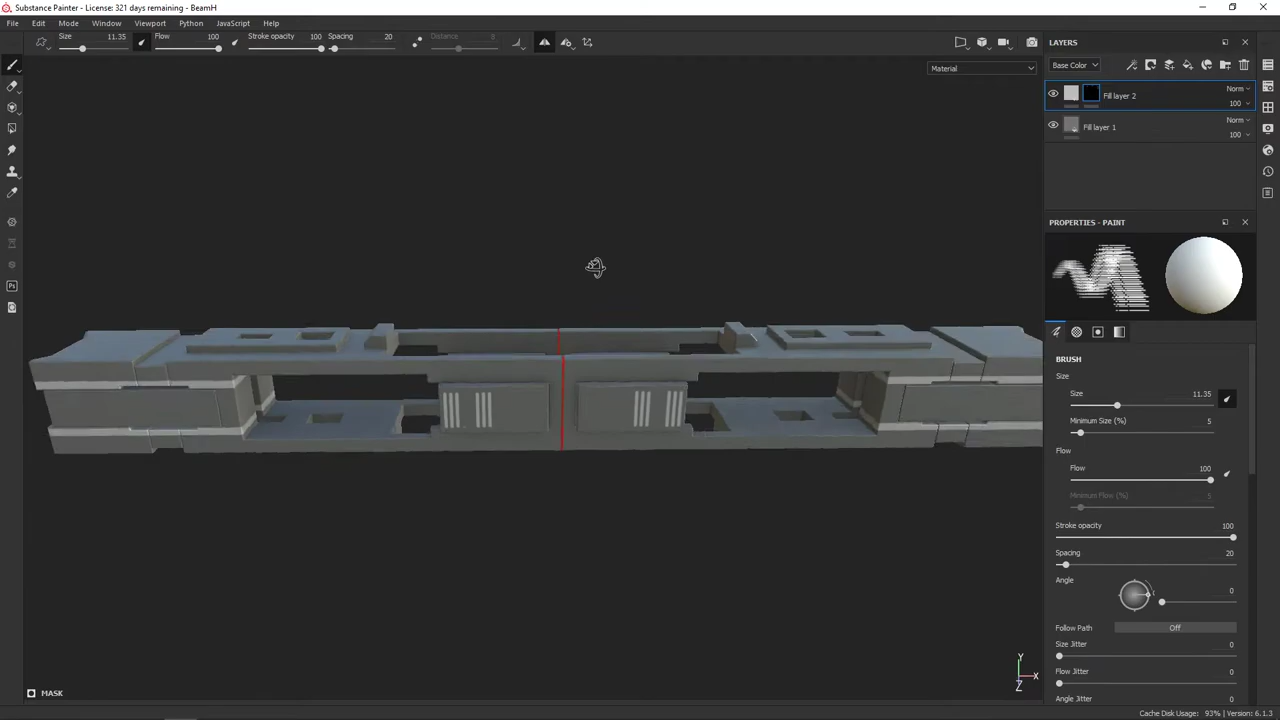 Substance Painter - License: 321 days remaining - BeamH
File Edit Mode Window Viewport Python JavaScript Help
Size 11.35 Flow 100 Stroke opacity 100 Spacing 20 Distance 8
Material
LAYERS
Base Color
Fill layer 2 Norm 100
Fill layer 1 Norm 100
PROPERTIES - PAINT
BRUSH
Size
Size 11.35
Minimum Size (%) 5
Flow
Flow 100
Minimum Flow (%) 5
Stroke opacity 100
Spacing 20
Angle 0
Follow Path Off
Size Jitter 0
Flow Jitter 0
Angle Jitter 0
Y
X
Z
MASK
Ps
Cache Disk Usage: 93% | Version: 6.1.3